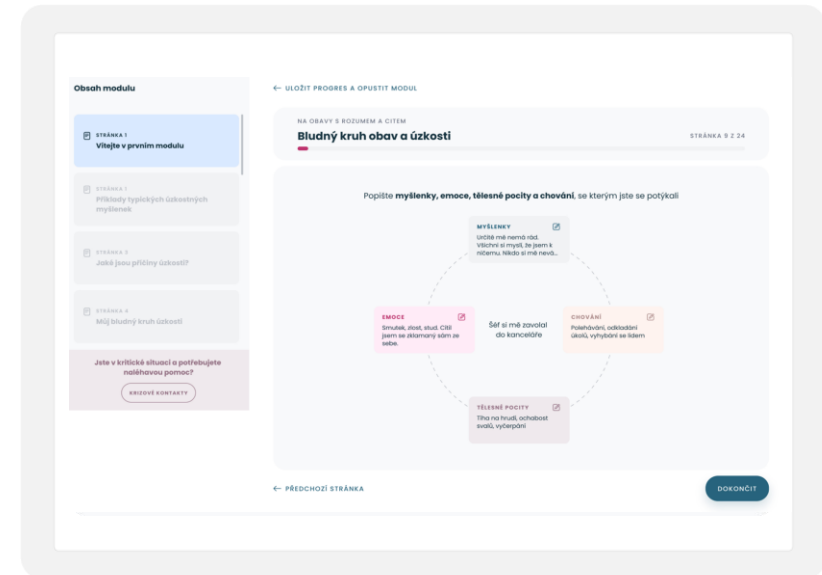 Obsah modulu
STRÁNKA 1
Vítejte v prvním modulu
STRÁNKA 1
Příklady typických úzkostných
myšlenek
STRÁNKA 2
Jaké jsou příčiny úzkosti?
STRÁNKA 4
Můj bludný kruh úzkosti
Jste v kritické situaci a potřebujete
naléhavou pomoc?
KRIZOVÉ KONTAKTY
← ULOŽIT PROGRES A OPUSTIT MODUL
NA OBAVY S ROZUMEM A CITEM
Bludný kruh obav a úzkosti
STRÁNKA 9 Z 24
Popište myšlenky, emoce, tělesné pocity a chování, se kterým jste se potýkali
MYŠLENKY
Určitě mě nemá rád.
Všichni si myslí, že jsem k
ničemu. Nikdo si mě nevá...
EMOCE
Smutek, zlost, stud. Cítil
jsem se zklamaný sám ze
sebe.
Šéf si mě zavolal
do kanceláře
CHOVÁNÍ
Polehávání, odkládání
úkolů, vyhýbání se lidem
TĚLESNÉ POCITY
Tíha na hrudi, ochabost
svalů, vyčerpání
← PŘEDCHOZÍ STRÁNKA
DOKONČIT